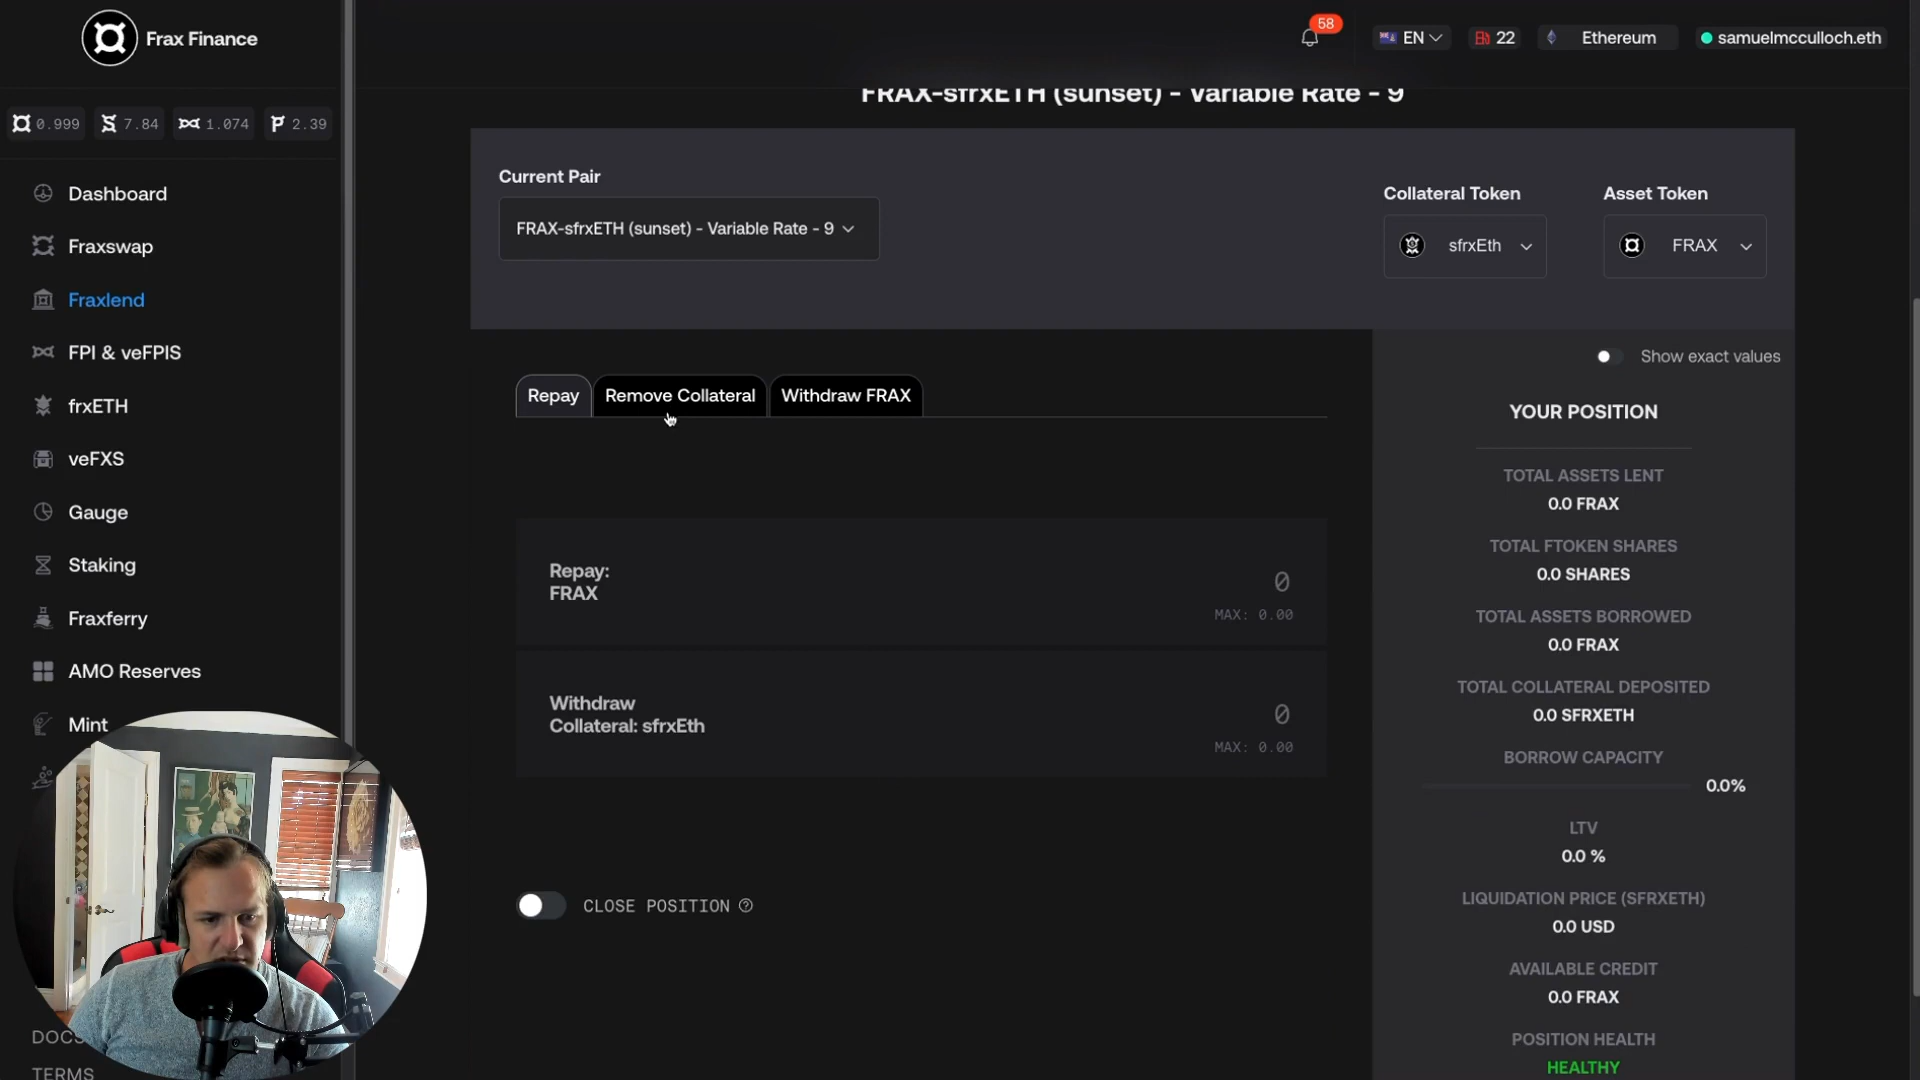 Frax Finance
58
EN
22
Ethereum
samuelmcculloch.eth
0.999
7.84
1.074
2.39
Dashboard
Fraxswap
Fraxlend
FPI & veFPIS
frxETH
veFXS
Gauge
Staking
Fraxferry
AMO Reserves
Mint
DOCS
TERMS
FRAX-sfrxETH (sunset) - Variable Rate - 9
Current Pair
FRAX-sfrxETH (sunset) - Variable Rate - 9
Collateral Token
sfrxEth
Asset Token
FRAX
Repay
Remove Collateral
Withdraw FRAX
Repay:
FRAX
0
MAX: 0.00
Withdraw
Collateral: sfrxEth
0
MAX: 0.00
CLOSE POSITION
Show exact values
YOUR POSITION
TOTAL ASSETS LENT
0.0 FRAX
TOTAL FTOKEN SHARES
0.0 SHARES
TOTAL ASSETS BORROWED
0.0 FRAX
TOTAL COLLATERAL DEPOSITED
0.0 SFRXETH
BORROW CAPACITY
0.0%
LTV
0.0 %
LIQUIDATION PRICE (SFRXETH)
0.0 USD
AVAILABLE CREDIT
0.0 FRAX
POSITION HEALTH
HEALTHY